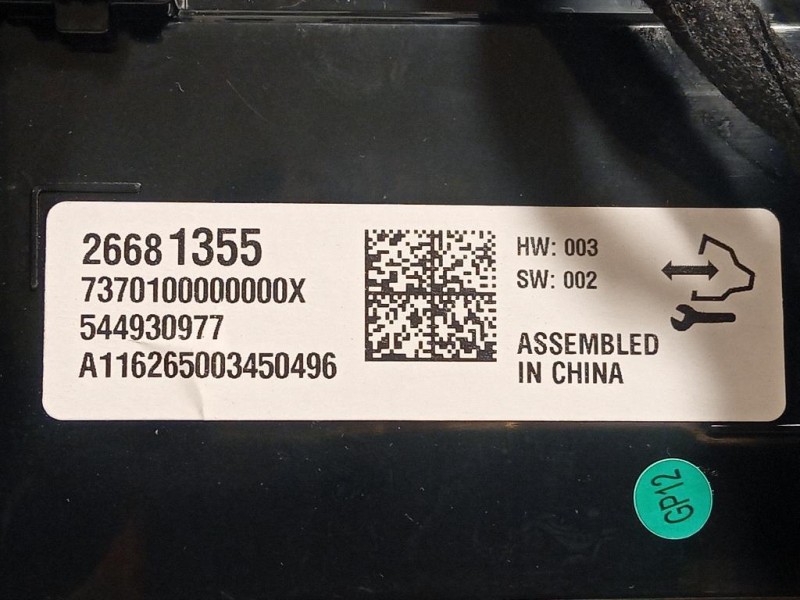 26681355
7370100000000X
544930977
A116265003450496
HW: 003
SW: 002
ASSEMBLED
IN CHINA
GP12